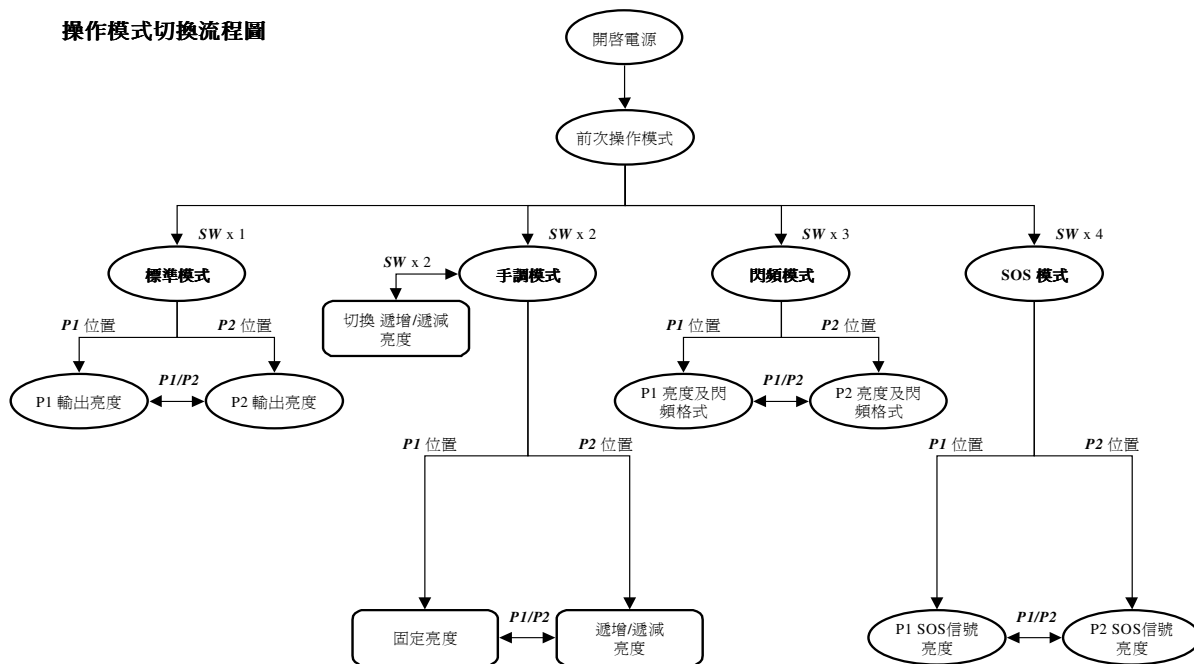 操作模式切換流程圖
開啓電源
前次操作模式
SW x 1
SW x 2
SW x 3
SW x 4
標準模式
SW x 2
手調模式
閃頻模式
SOS 模式
切換 遞增/遞減
亮度
P1 位置
P2 位置
P1 位置
P2 位置
P1 輸出亮度
P1/P2
P2 輸出亮度
P1 亮度及閃
頻格式
P1/P2
P2 亮度及閃
頻格式
P1 位置
P2 位置
P1 位置
P2 位置
固定亮度
P1/P2
遞增/遞減
亮度
P1 SOS信號
亮度
P1/P2
P2 SOS信號
亮度